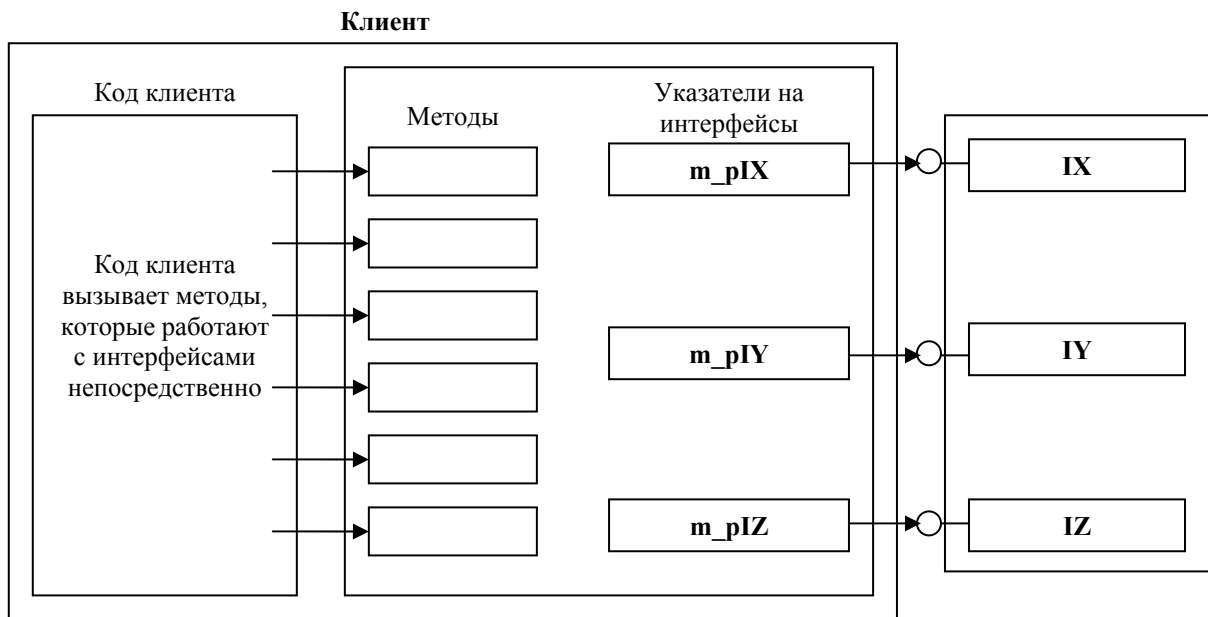 Клиент
Код клиента
Методы
Указатели на
интерфейсы
m_pIX
IX
Код клиента
вызывает методы,
которые работают
с интерфейсами
непосредственно
m_pIY
IY
m_pIZ
IZ